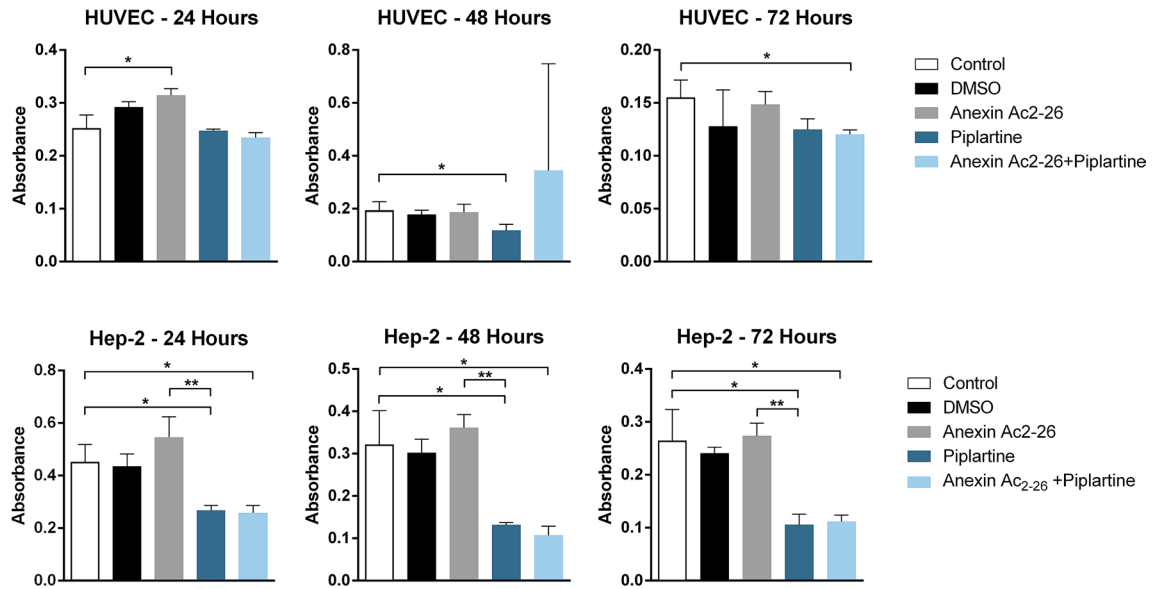 HUVEC - 24 Hours
HUVEC - 48 Hours
HUVEC - 72 Hours
Absorbance
0.4
0.3
0.2
0.1
0.0
*
Absorbance
0.8
0.6
0.4
0.2
0.0
*
Absorbance
0.20
0.15
0.10
0.05
0.00
*
Control
DMSO
Anexin Ac2-26
Piplartine
Anexin Ac2-26+Piplartine
Hep-2 - 24 Hours
Hep-2 - 48 Hours
Hep-2 - 72 Hours
Absorbance
0.8
0.6
0.4
0.2
0.0
*
**
*
Absorbance
0.5
0.4
0.3
0.2
0.1
0.0
*
**
*
Absorbance
0.4
0.3
0.2
0.1
0.0
*
*
**
Control
DMSO
Anexin Ac2-26
Piplartine
Anexin Ac2-26 +Piplartine